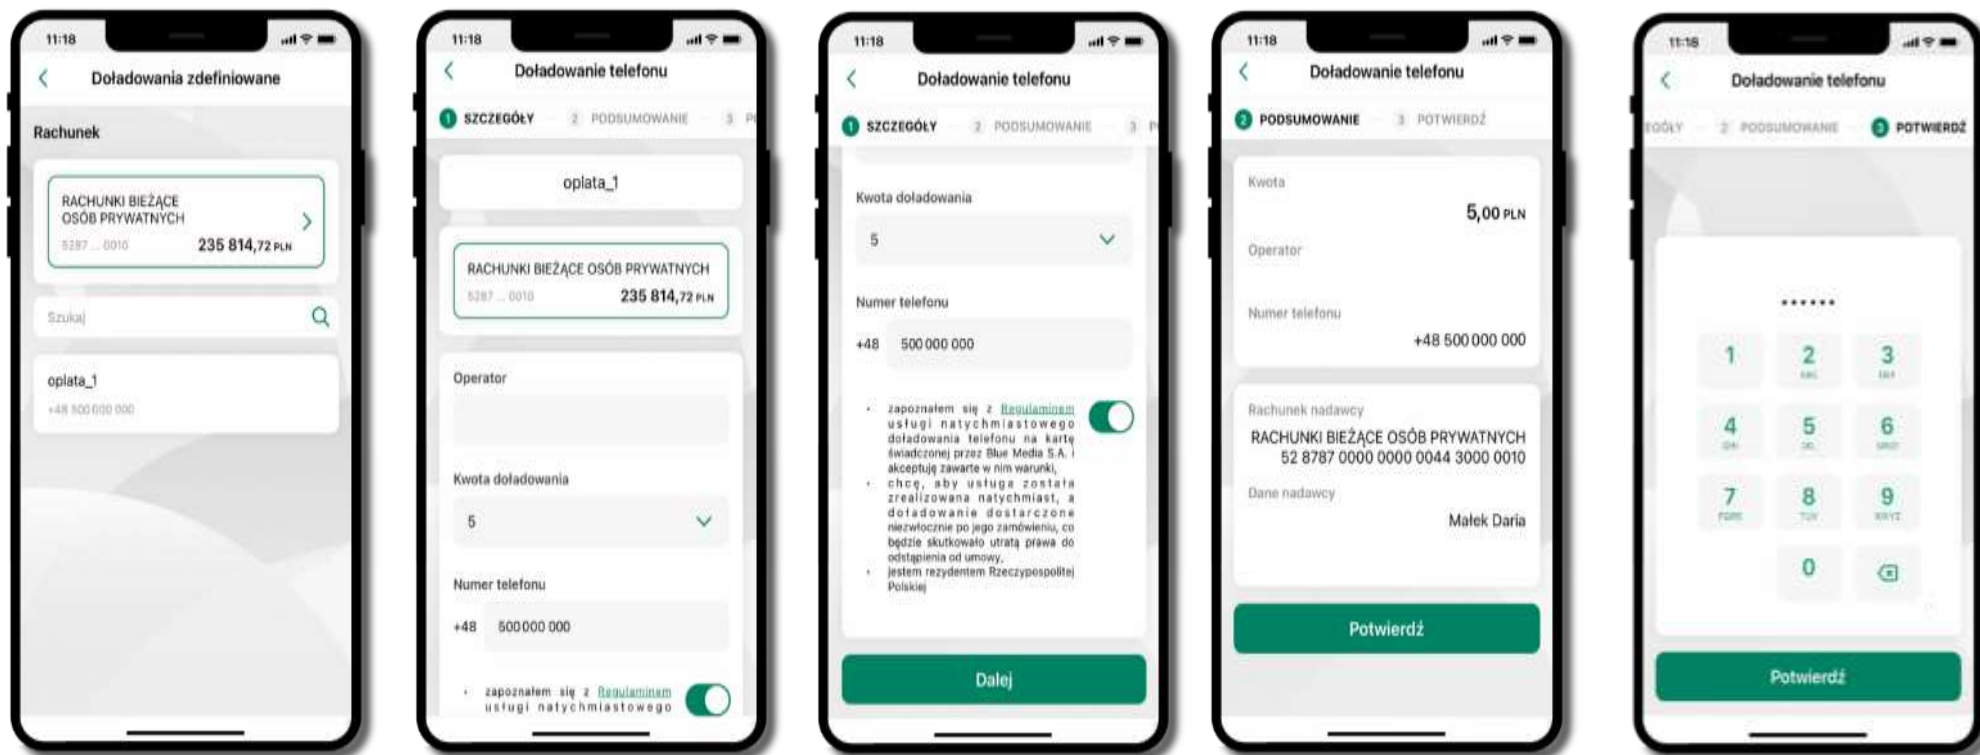 11:18
Doładowania zdefiniowane
Rachunek
RACHUNKI BIEŻĄCE
OSÓB PRYWATNYCH
5287 ... 0010 235 814,72 PLN
Szukaj
oplata_1
+48 500 000 000
11:18
Doładowanie telefonu
1 SZCZEGÓŁY 2 PODSUMOWANIE 3
oplata_1
RACHUNKI BIEŻĄCE OSÓB PRYWATNYCH
5287 ... 0010 235 814,72 PLN
Operator
Kwota doładowania
5
Numer telefonu
+48 500 000 000
• zapoznałem się z Regulaminem
usługi natychmiastowego
11:18
Doładowanie telefonu
1 SZCZEGÓŁY 2 PODSUMOWANIE 3 P
Kwota doładowania
5
Numer telefonu
+48 500 000 000
• zapoznałem się z Regulaminem
usługi natychmiastowego
doładowania telefonu na kartę
świadczonej przez Blue Media S.A. i
akceptuję zawarte w nim warunki,
• chcę, aby usługa została
zrealizowana natychmiast, a
doładowanie dostarczone
niezwłocznie po jego zamówieniu, co
będzie skutkowało utratą prawa do
odstąpienia od umowy,
• jestem rezydentem Rzeczypospolitej
Polskiej
Dalej
11:18
Doładowanie telefonu
2 PODSUMOWANIE 3 POTWIERDŹ
Kwota
5,00 PLN
Operator
Numer telefonu
+48 500 000 000
Rachunek nadawcy
RACHUNKI BIEŻĄCE OSÓB PRYWATNYCH
52 8787 0000 0000 0044 3000 0010
Dane nadawcy
Małek Daria
Potwierdź
11:18
Doładowanie telefonu
EGÓŁY 2 PODSUMOWANIE 3 POTWIERDŹ
1 2 3
4 5 6
7 8 9
0
Potwierdź